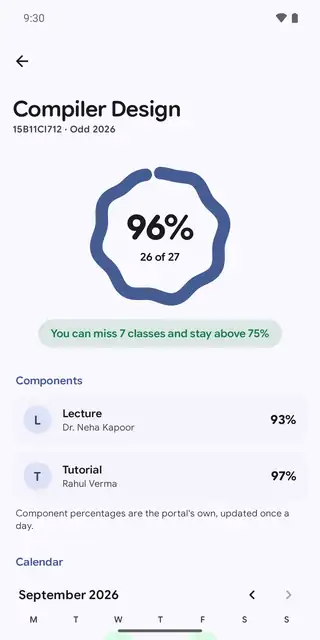 9:30
Compiler Design
15B11CI712 · Odd 2026
96%
26 of 27
You can miss 7 classes and stay above 75%
Components
L
Lecture
Dr. Neha Kapoor
93%
T
Tutorial
Rahul Verma
97%
Component percentages are the portal's own, updated once a
day.
Calendar
September 2026
M T W T F S S